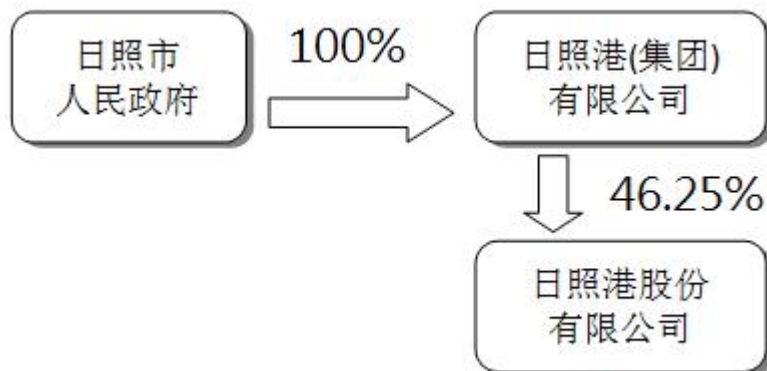 日照市
人民政府
100%
日照港(集团)
有限公司
46.25%
日照港股份
有限公司